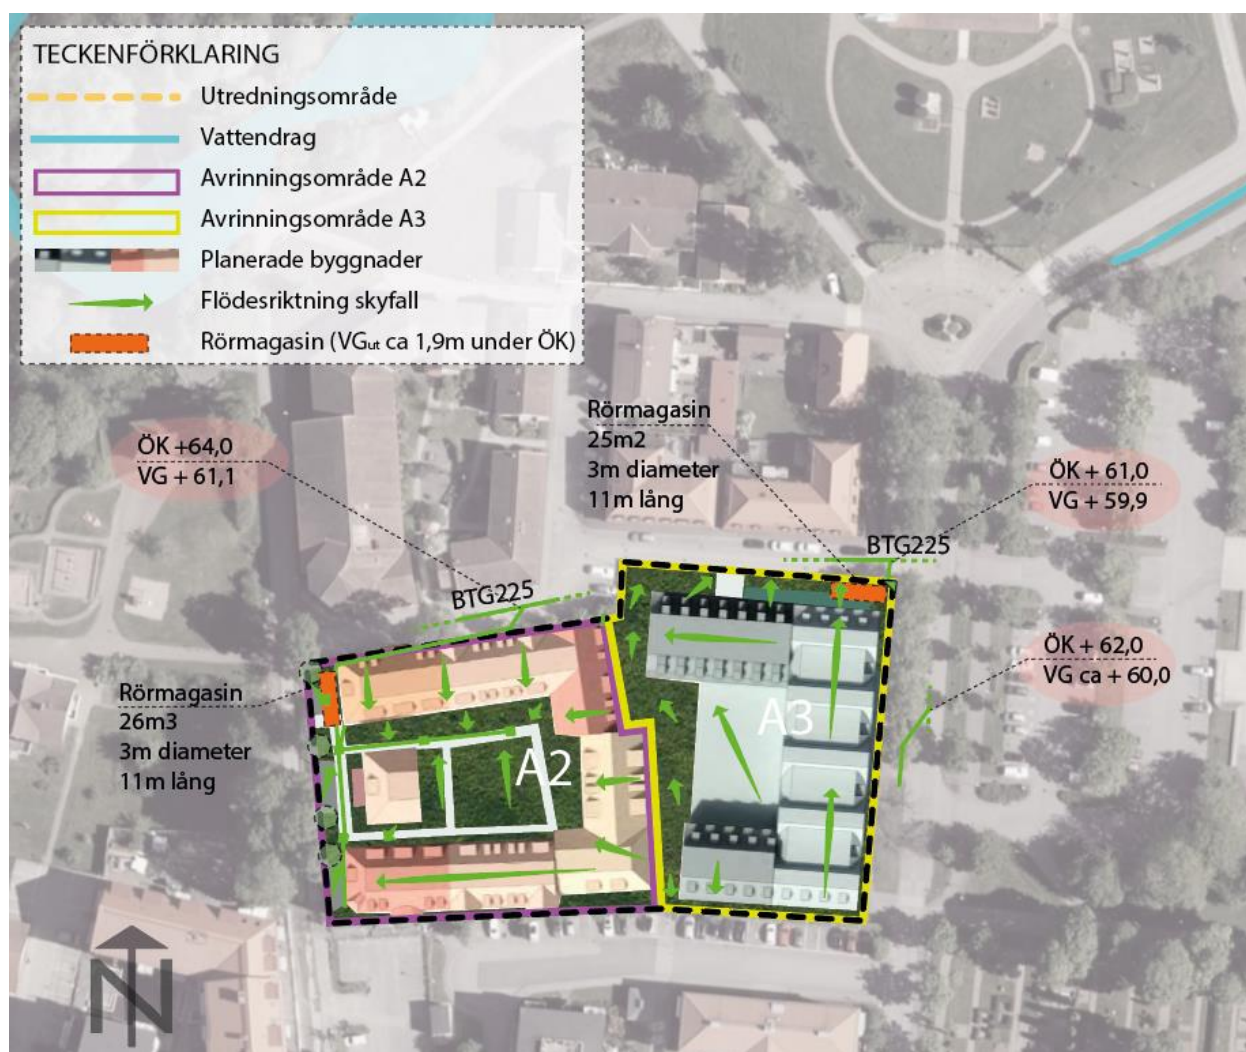 TECKENFÖRKLARING
Utredningsområde
Vattendrag
Avrinningsområde A2
Avrinningsområde A3
Planerade byggnader
Flödesriktning skyfall
Rörmagasin (VGut ca 1,9m under ÖK)
Rörmagasin
25m2
3m diameter
11m lång
ÖK +64,0
VG + 61,1
ÖK + 61,0
VG + 59,9
BTG225
BTG225
ÖK + 62,0
VG ca + 60,0
Rörmagasin
26m3
3m diameter
11m lång
A3
A2
N